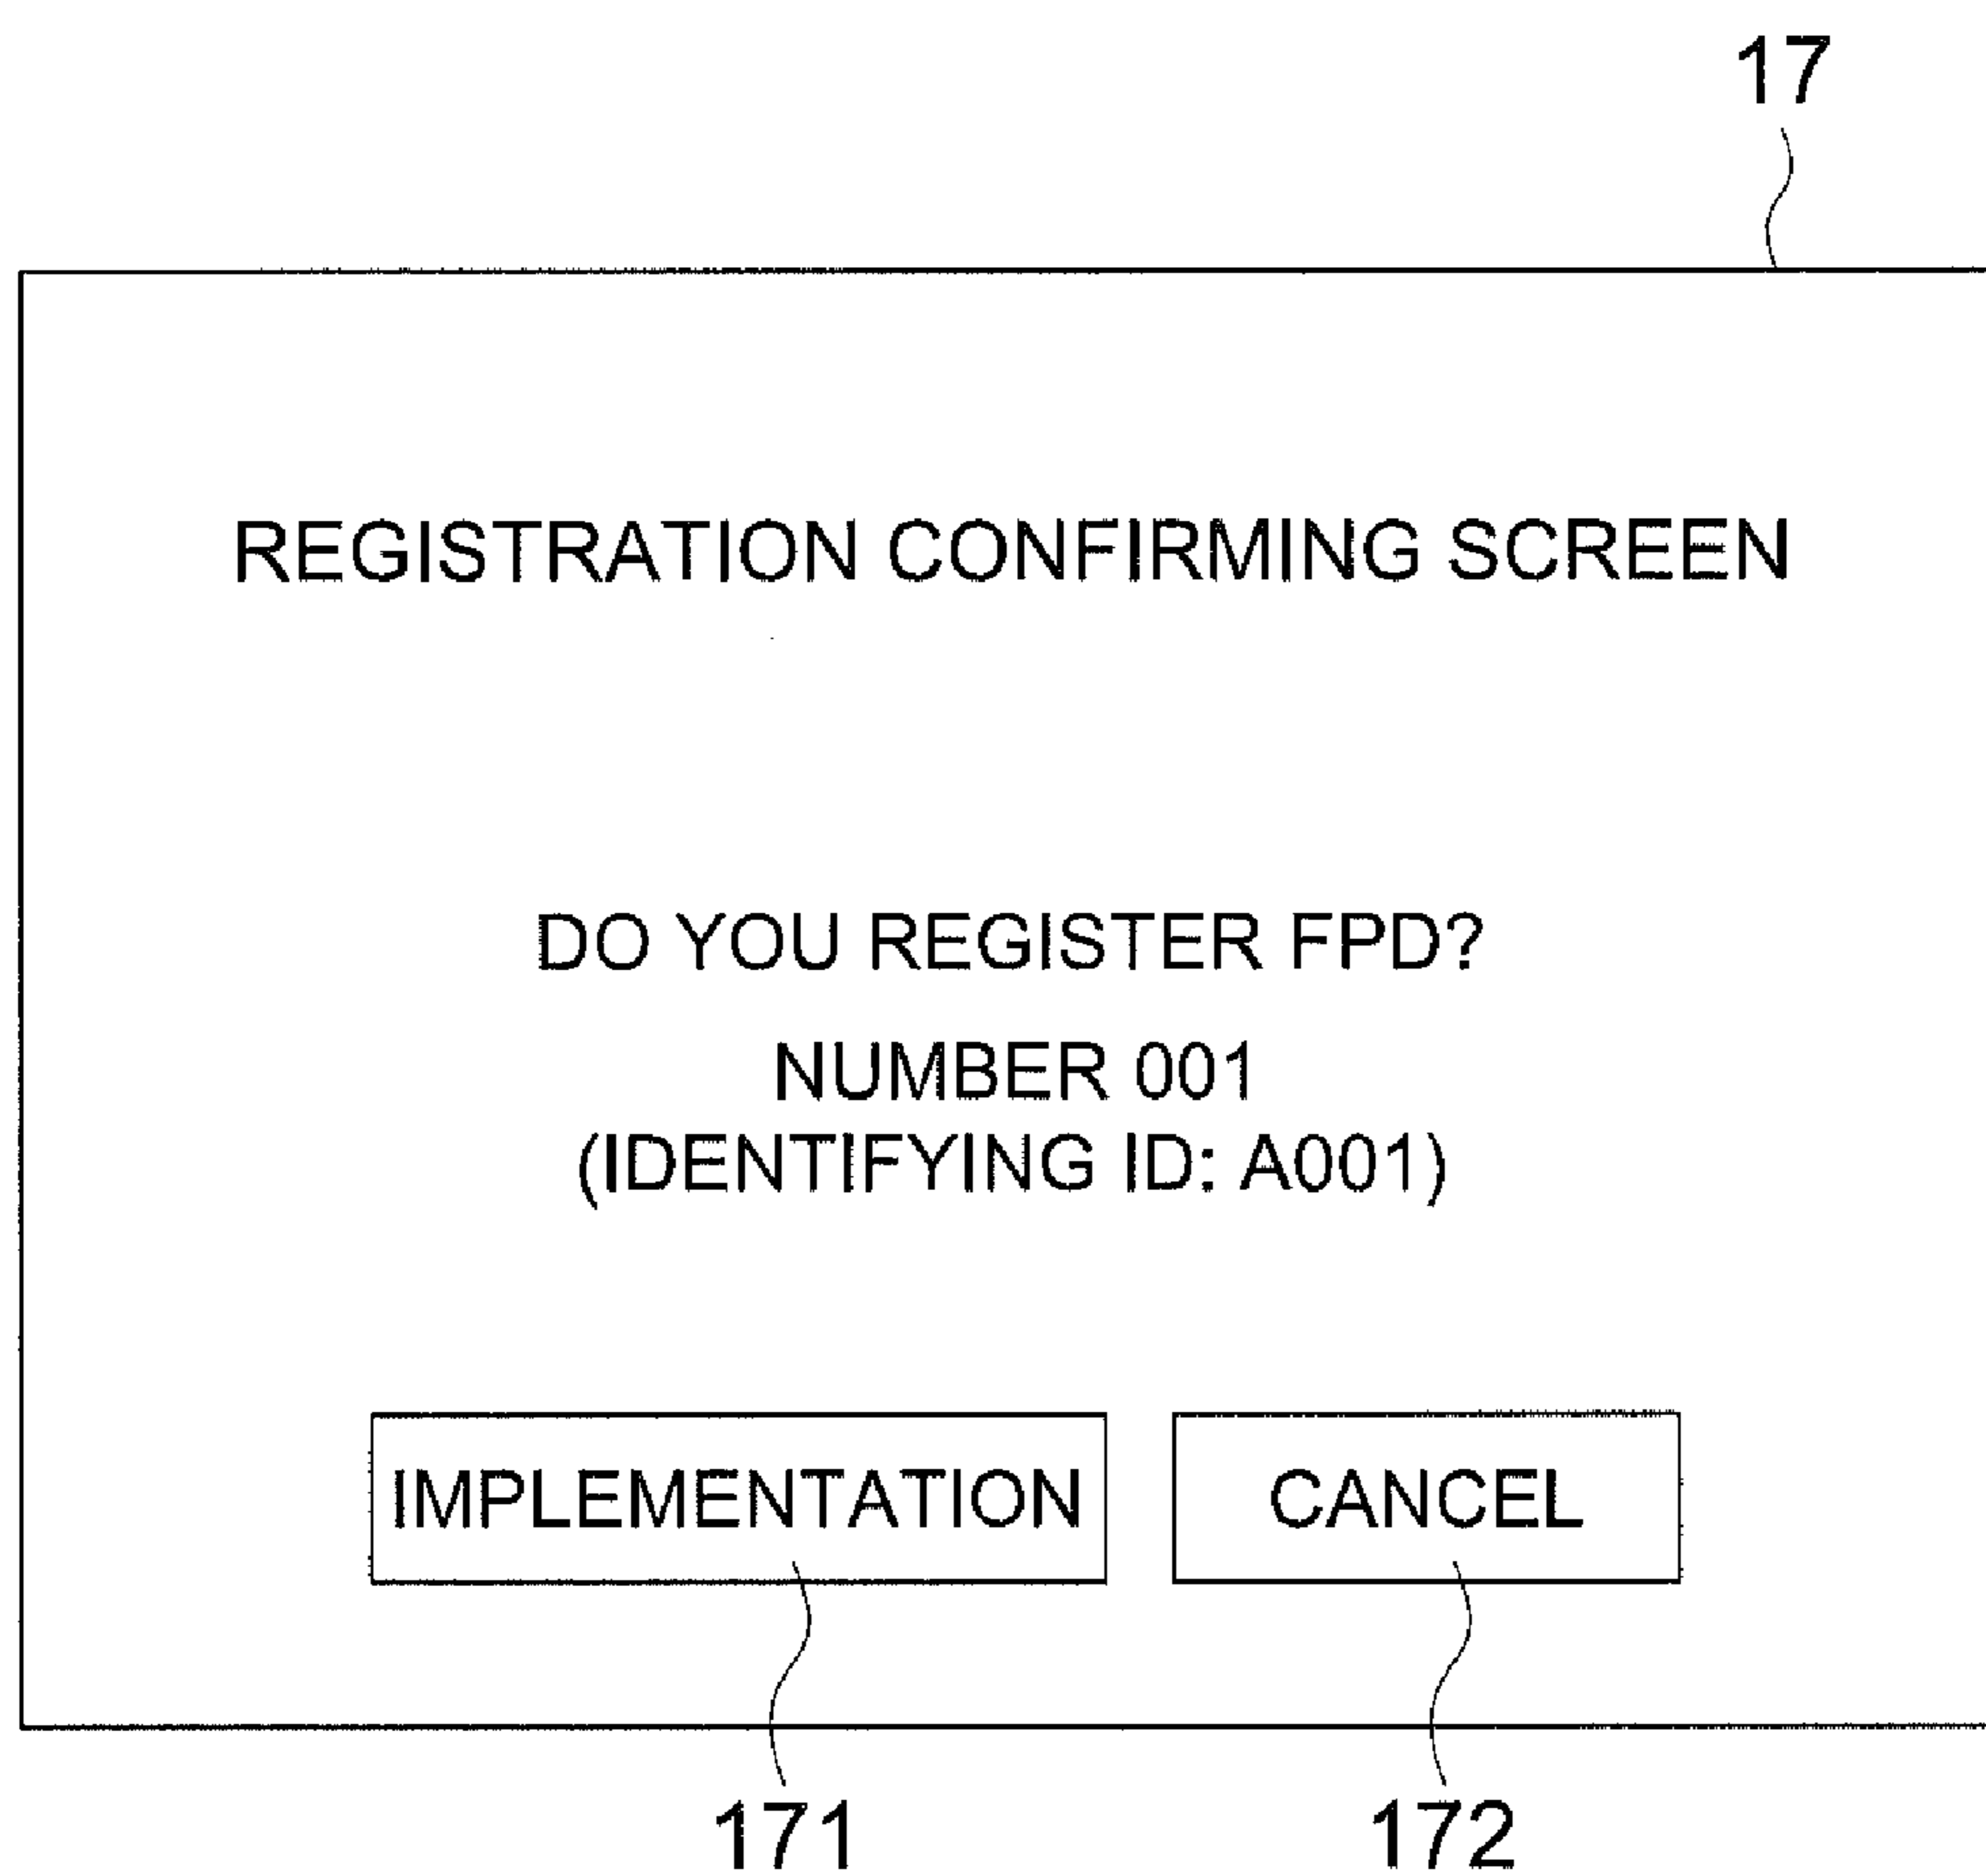 17
REGISTRATION CONFIRMING SCREEN
DO YOU REGISTER FPD?
NUMBER 001
(IDENTIFYING ID: A001)
IMPLEMENTATION CANCEL
171 172